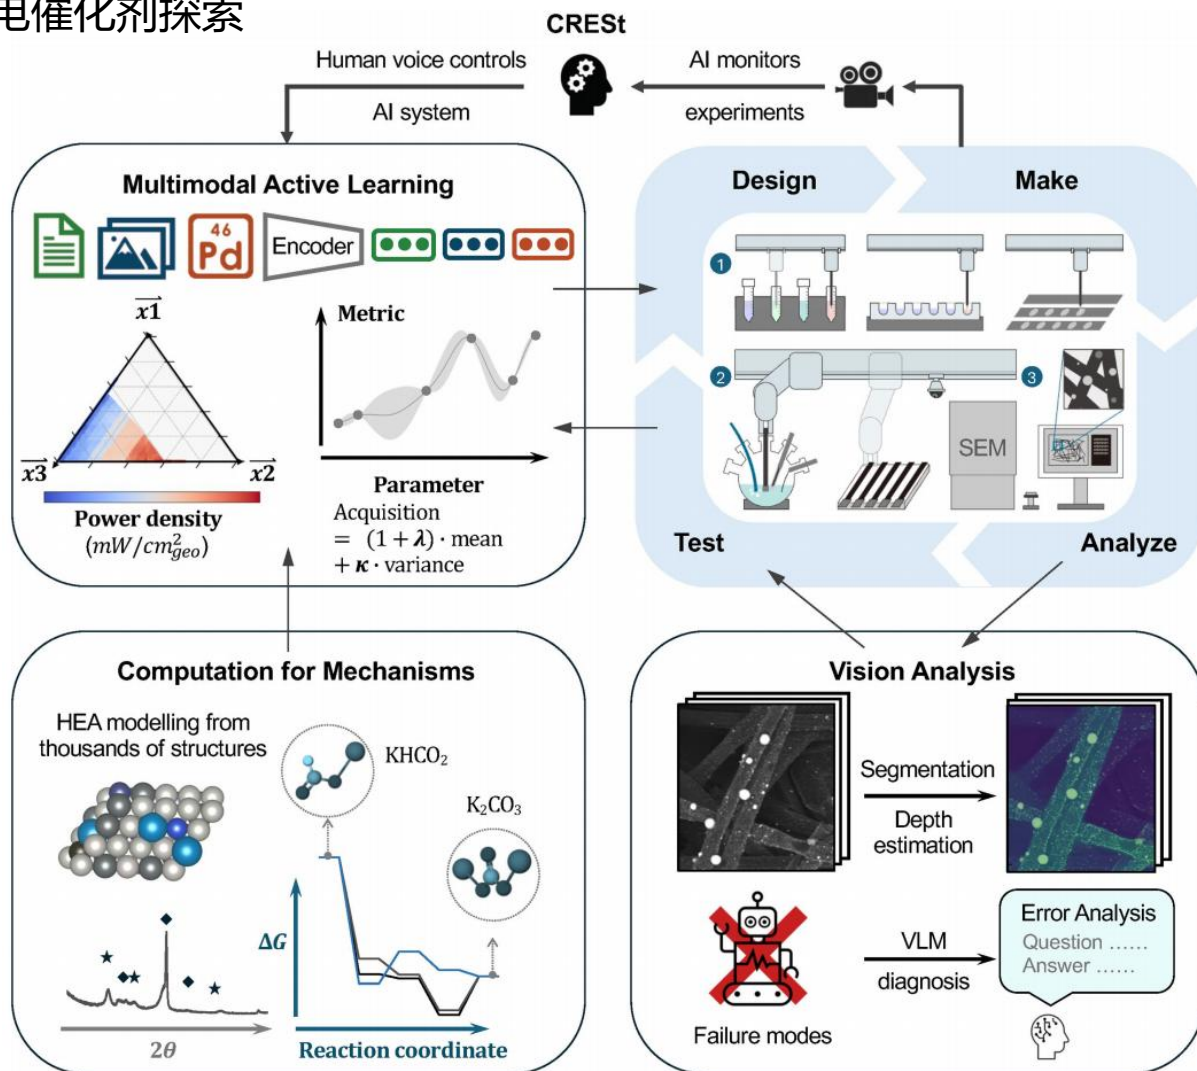 电催化剂探索
CRESt
Human voice controls
AI system
AI monitors
experiments
Multimodal Active Learning
46
Pd
Encoder
x1
x3
x2
Power density
(mW/cm²geo)
Metric
Parameter
Acquisition
= (1 + λ) · mean
+ κ · variance
Design
Make
1
2
3
SEM
Test
Analyze
Computation for Mechanisms
HEA modelling from
thousands of structures
KHCO₂
K₂CO₃
ΔG
2θ
Reaction coordinate
Vision Analysis
Segmentation
Depth
estimation
VLM
diagnosis
Failure modes
Error Analysis
Question ......
Answer ......